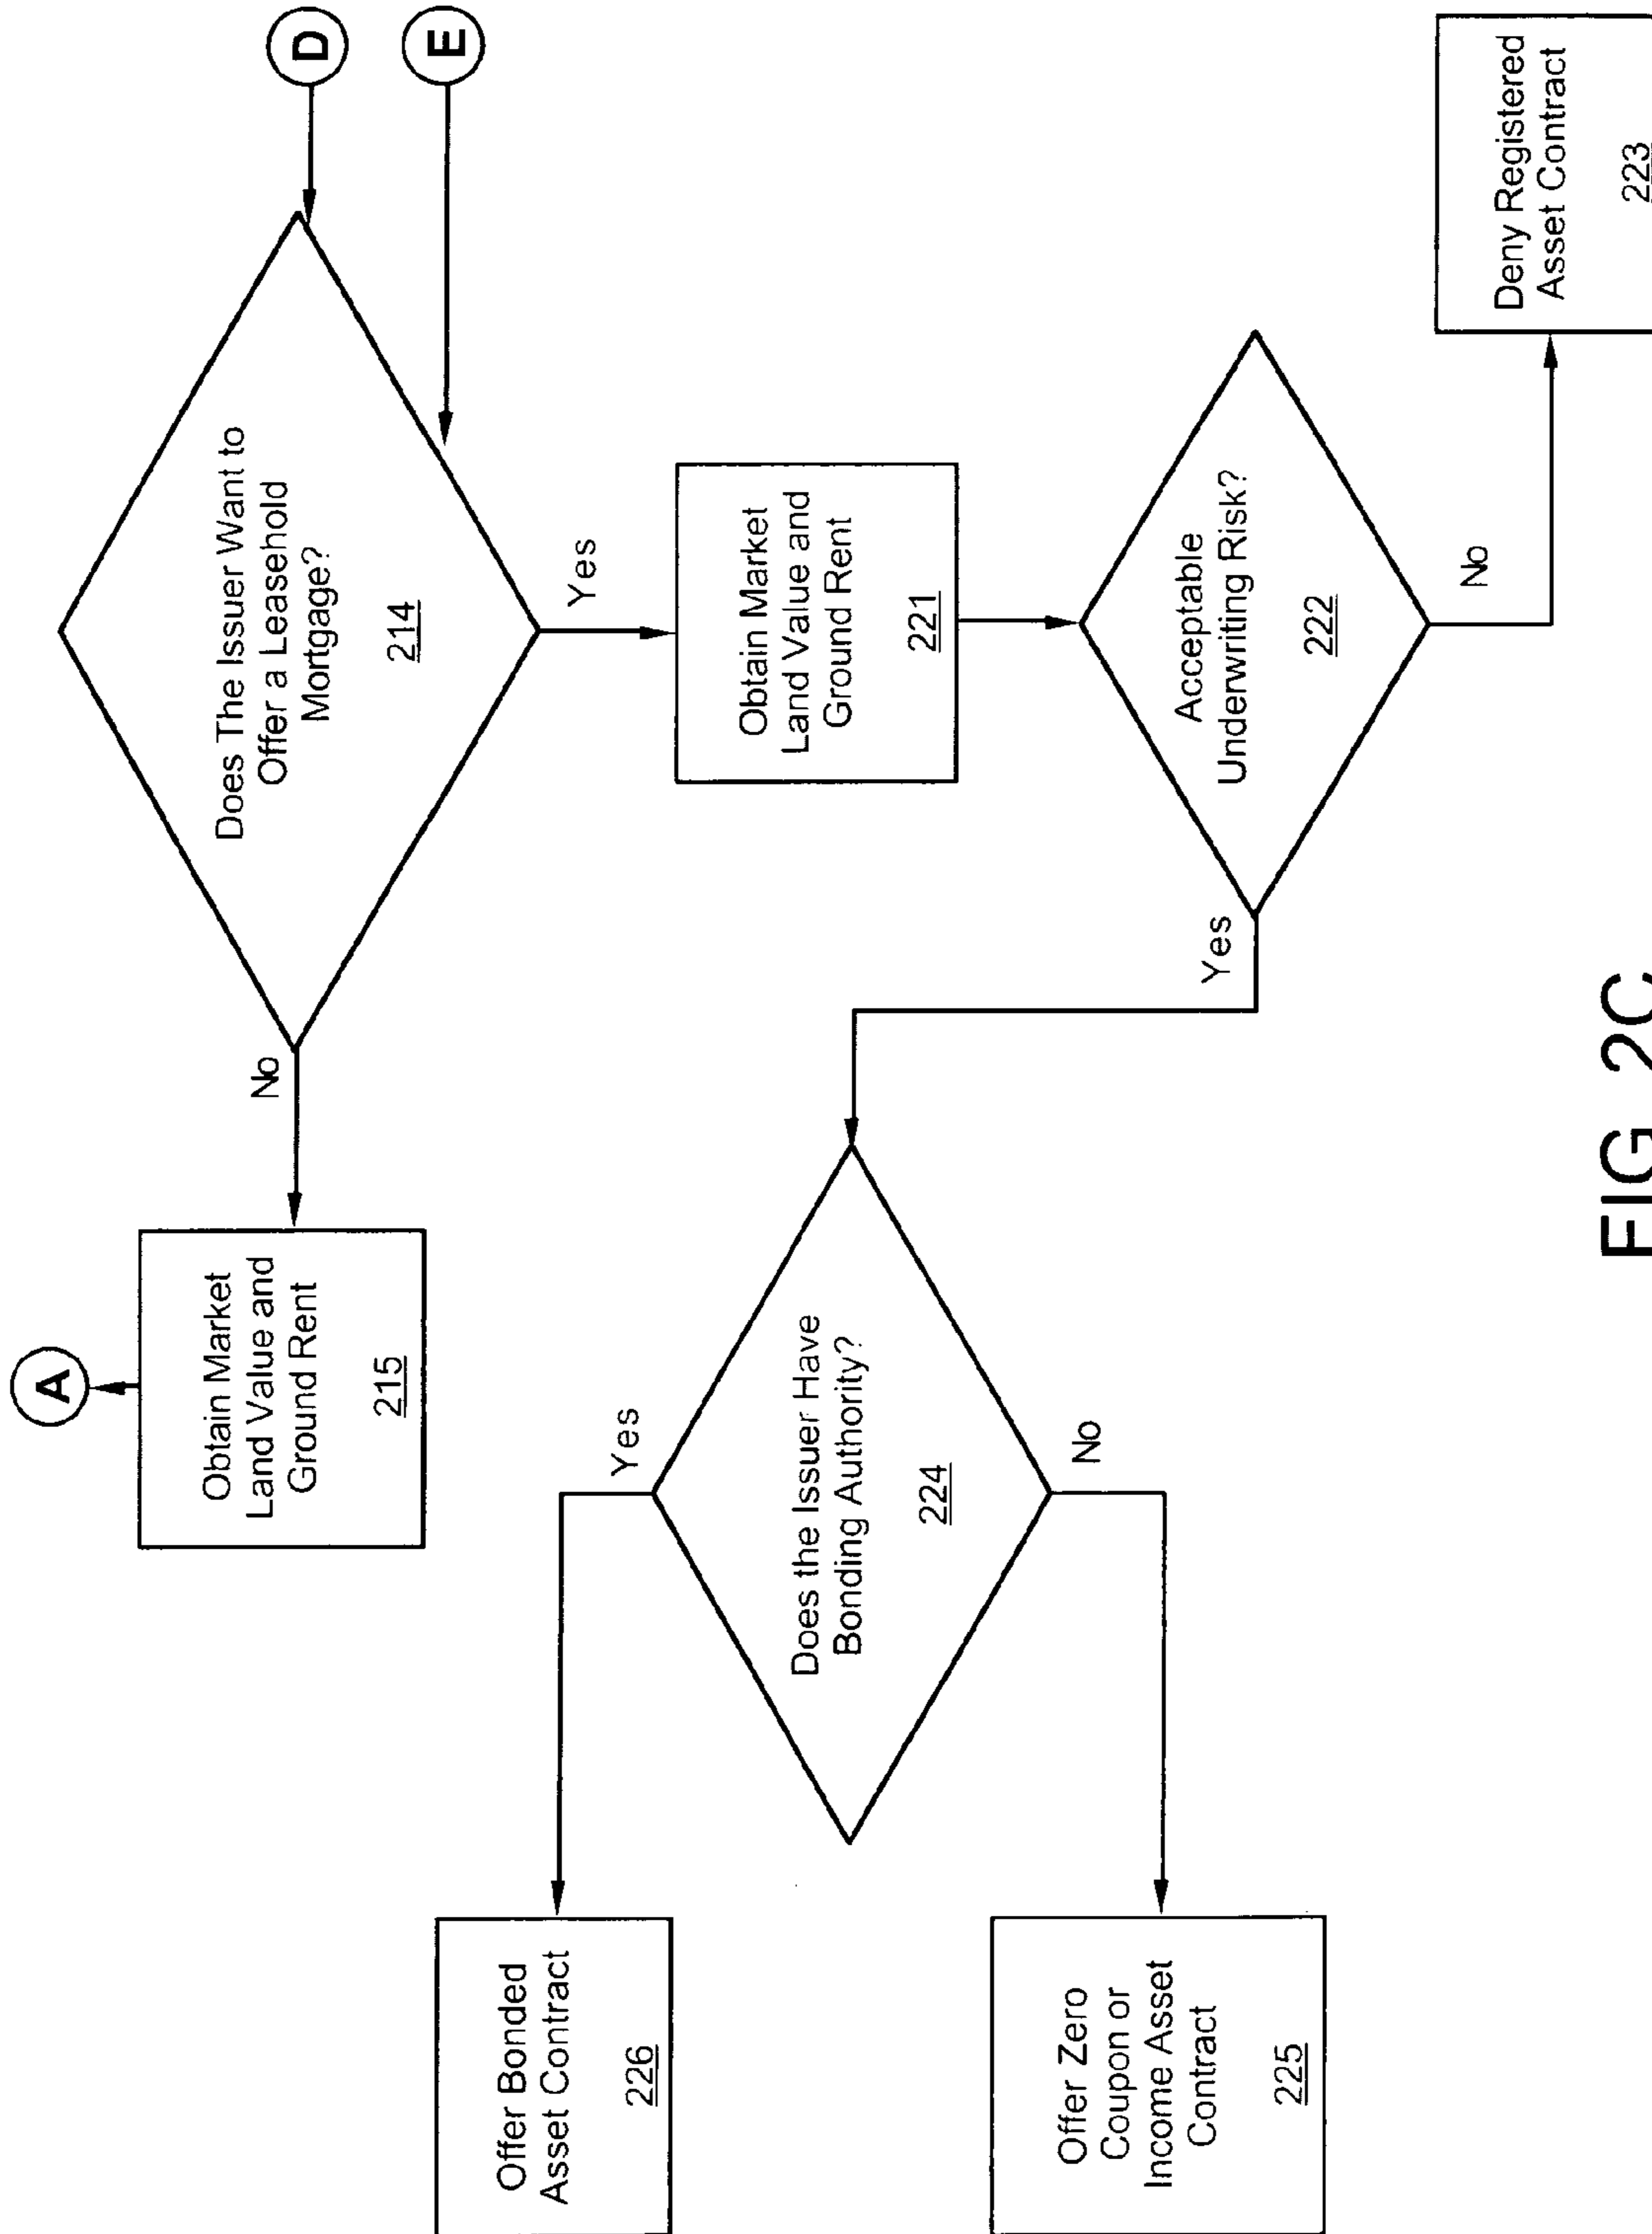 A
Obtain Market
Land Value and
Ground Rent
215
No
Does The Issuer Want to
Offer a Leasehold
Mortgage?
214
D
E
Yes
Offer Bonded
Asset Contract
226
Yes
Does the Issuer Have
Bonding Authority?
224
No
Obtain Market
Land Value and
Ground Rent
221
Offer Zero
Coupon or
Income Asset
Contract
225
Yes
Acceptable
Underwriting Risk?
222
No
Deny Registered
Asset Contract
223
FIG 2C